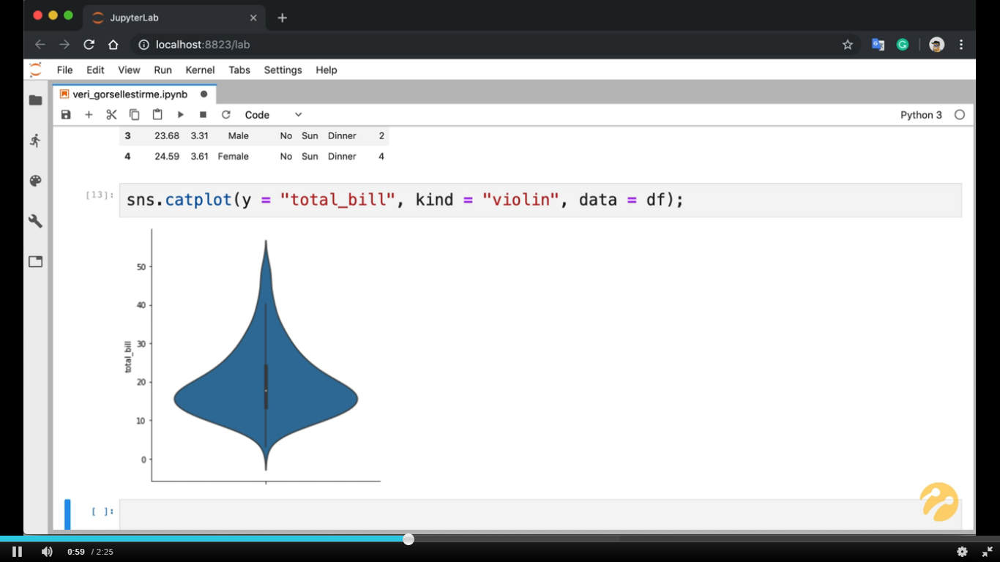 JupyterLab
localhost:8823/lab
File Edit View Run Kernel Tabs Settings Help
veri_gorsellestirme.ipynb
Code
Python 3
3 23.68 3.31 Male No Sun Dinner 2
4 24.59 3.61 Female No Sun Dinner 4
[13]: sns.catplot(y = "total_bill", kind = "violin", data = df);
50
40
30
20
10
0
total_bill
[ ]:
0:59 / 2:25